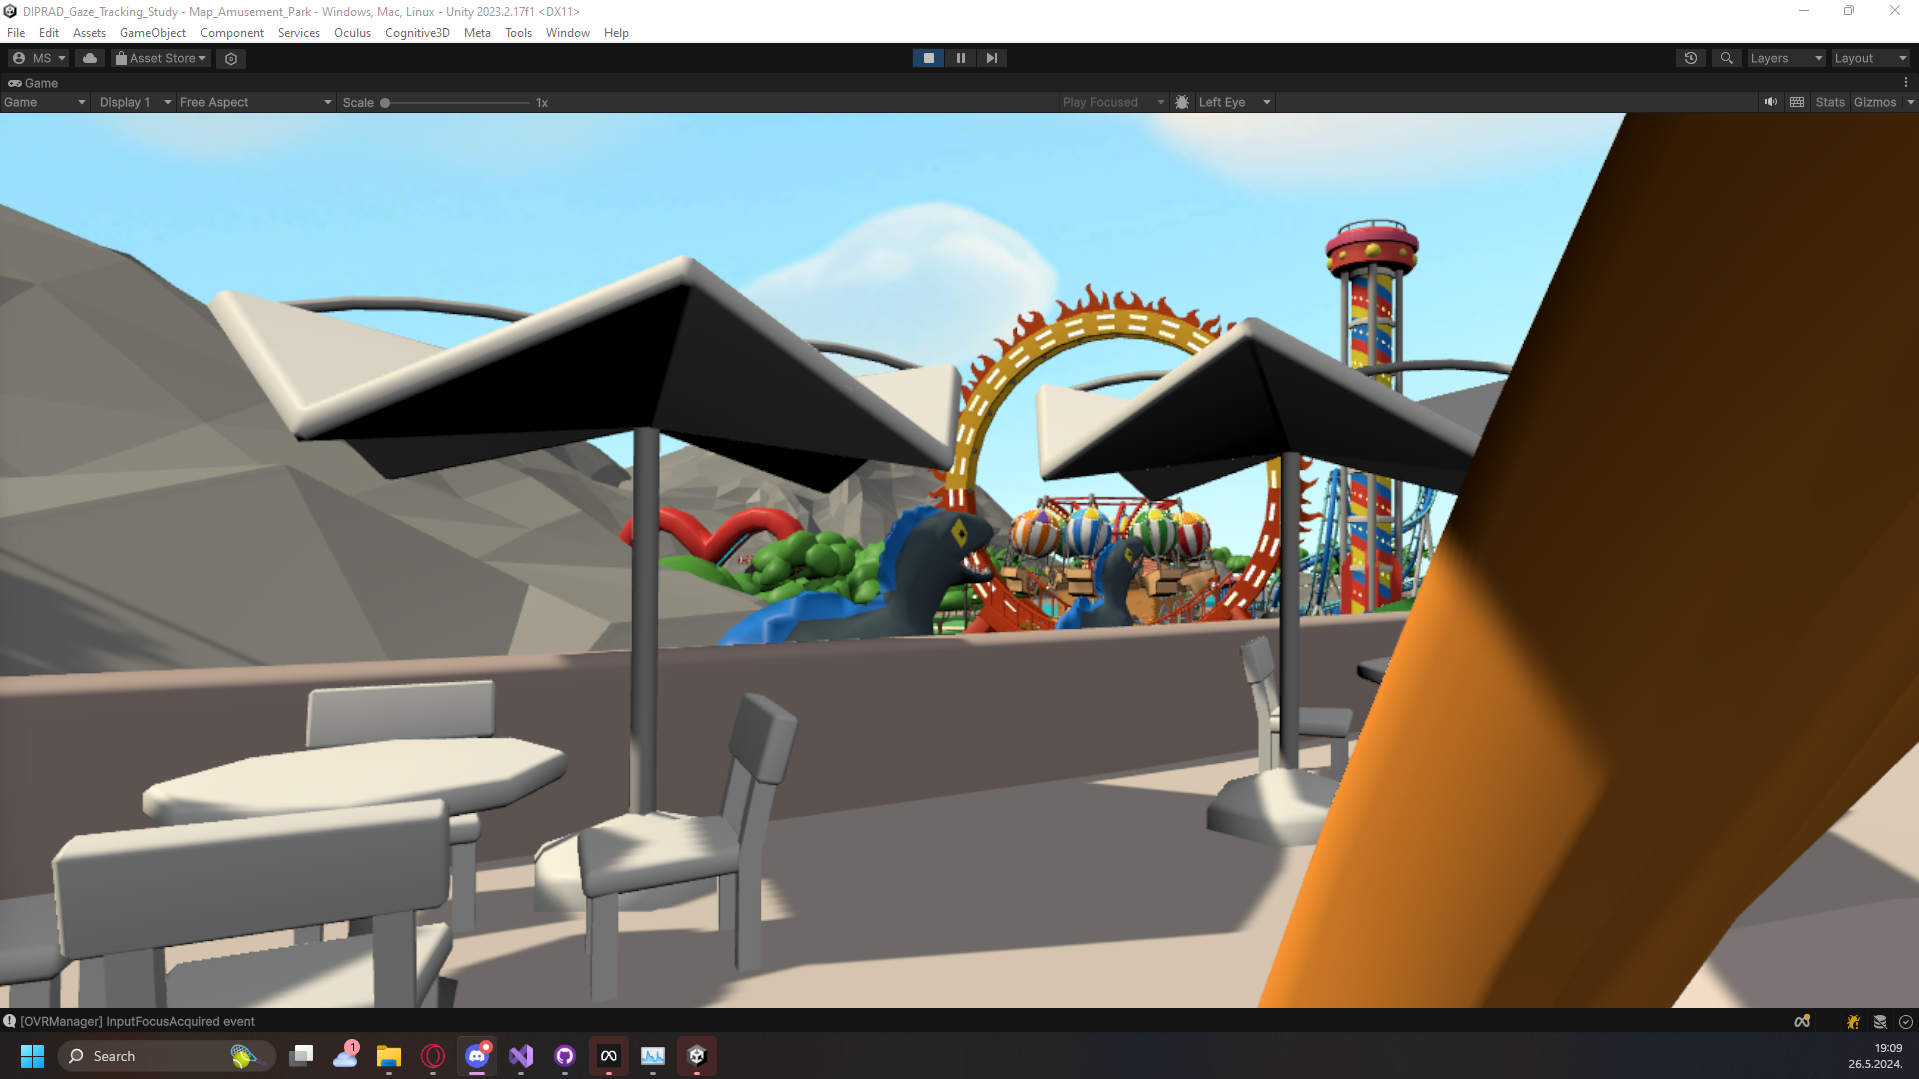 DIPRAD_Gaze_Tracking_Study - Map_Amusement_Park - Windows, Mac, Linux - Unity 2023.2.17f1 <DX11>
File Edit Assets GameObject Component Services Oculus Cognitive3D Meta Tools Window Help
MS Asset Store Layers Layout
Game
Game Display 1 Free Aspect Scale 1x Play Focused Left Eye Stats Gizmos
[OVRManager] InputFocusAcquired event
Search 1 19:09
26.5.2024.